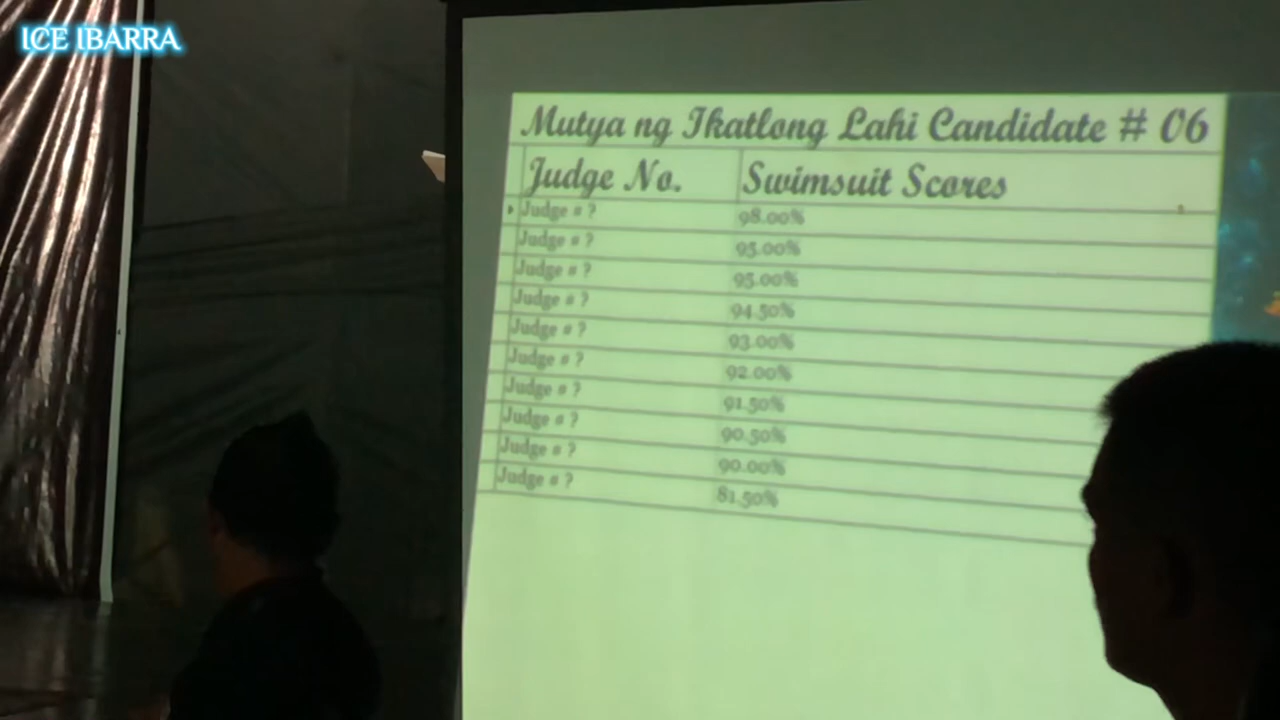 ICE IBARRA
Mutya ng Ikatlong Lahi Candidate # 06
Judge No. Swimsuit Scores
Judge # ? 98.00%
Judge # ? 95.00%
Judge # ? 95.00%
Judge # ? 94.50%
Judge # ? 93.00%
Judge # ? 92.00%
Judge # ? 91.50%
Judge # ? 90.50%
Judge # ? 90.00%
Judge # ? 81.50%